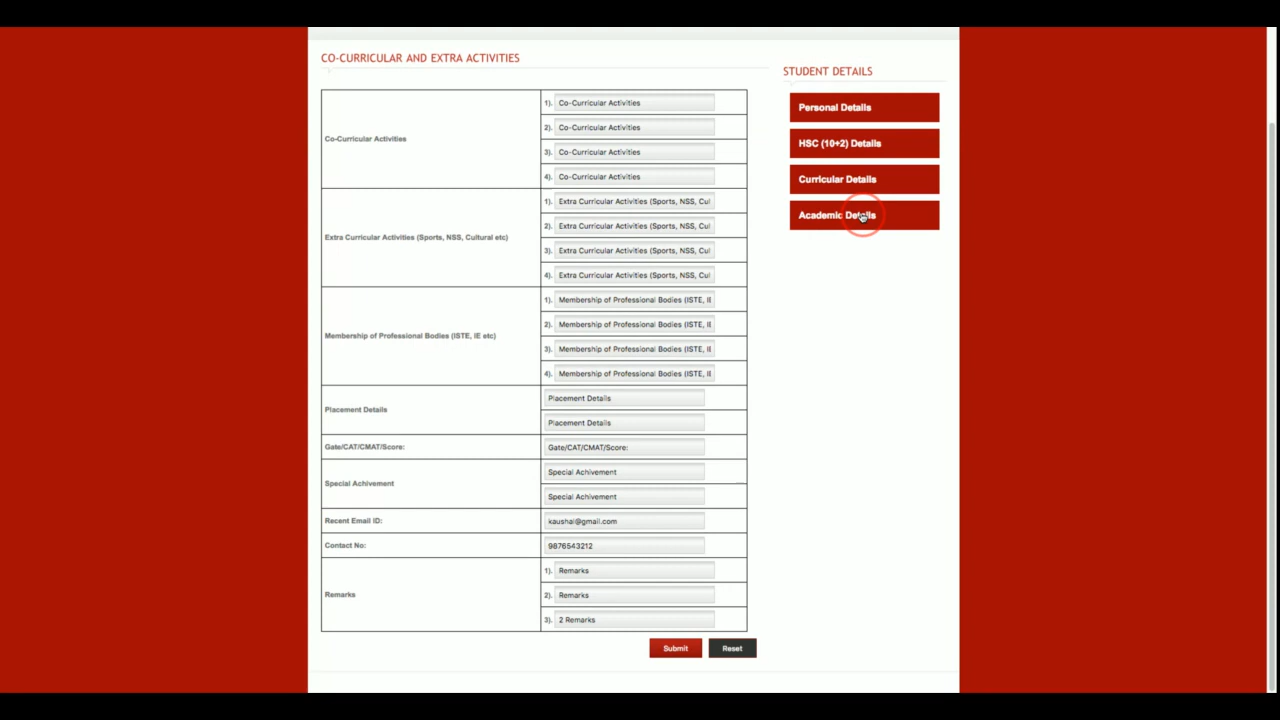 CO-CURRICULAR AND EXTRA ACTIVITIES
Co-Curricular Activities
1). Co-Curricular Activities
2). Co-Curricular Activities
3). Co-Curricular Activities
4). Co-Curricular Activities
Extra Curricular Activities (Sports, NSS, Cultural etc)
1). Extra Curricular Activities (Sports, NSS, Cul
2). Extra Curricular Activities (Sports, NSS, Cul
3). Extra Curricular Activities (Sports, NSS, Cul
4). Extra Curricular Activities (Sports, NSS, Cul
Membership of Professional Bodies (ISTE, IE etc)
1). Membership of Professional Bodies (ISTE, IE
2). Membership of Professional Bodies (ISTE, IE
3). Membership of Professional Bodies (ISTE, IE
4). Membership of Professional Bodies (ISTE, IE
Placement Details
Placement Details
Placement Details
Gate/CAT/CMAT/Score: Gate/CAT/CMAT/Score:
Special Achivement
Special Achivement
Special Achivement
Recent Email ID: kaushal@gmail.com
Contact No: 9876543212
Remarks
1). Remarks
2). Remarks
3). 2 Remarks
Submit Reset
STUDENT DETAILS
Personal Details
HSC (10+2) Details
Curricular Details
Academic Details